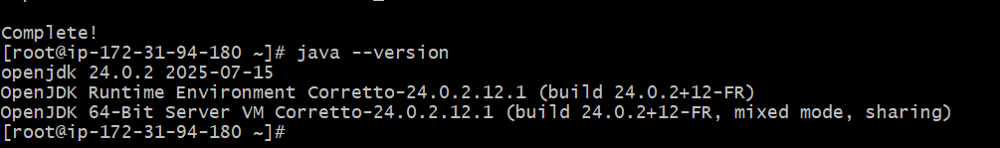 Complete!
[root@ip-172-31-94-180 ~]# java --version
openjdk 24.0.2 2025-07-15
OpenJDK Runtime Environment Corretto-24.0.2.12.1 (build 24.0.2+12-FR)
OpenJDK 64-Bit Server VM Corretto-24.0.2.12.1 (build 24.0.2+12-FR, mixed mode, sharing)
[root@ip-172-31-94-180 ~]#